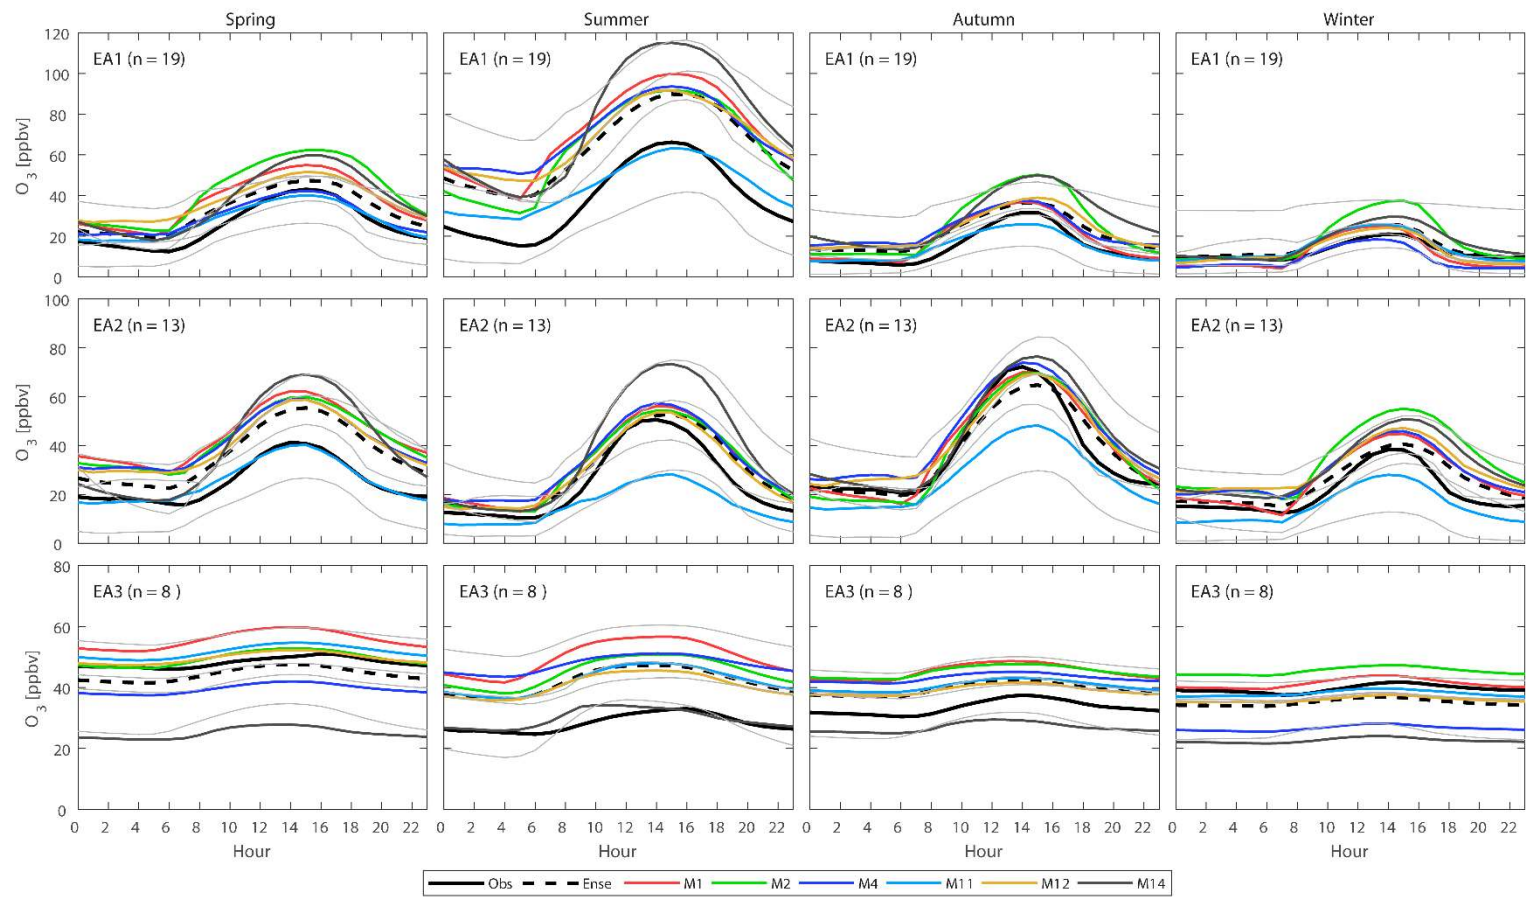 Spring Summer Autumn Winter
O3 [ppbv]
120
100
80
60
40
20
0
EA1 (n = 19) EA1 (n = 19) EA1 (n = 19) EA1 (n = 19)
O3 [ppbv]
100
80
60
40
20
0
EA2 (n = 13) EA2 (n = 13) EA2 (n = 13) EA2 (n = 13)
O3 [ppbv]
80
60
40
20
0
EA3 (n = 8 ) EA3 (n = 8 ) EA3 (n = 8 ) EA3 (n = 8)
0 2 4 6 8 10 12 14 16 18 20 22 0 2 4 6 8 10 12 14 16 18 20 22 0 2 4 6 8 10 12 14 16 18 20 22 0 2 4 6 8 10 12 14 16 18 20 22
Hour Hour Hour Hour
Obs Ense M1 M2 M4 M11 M12 M14